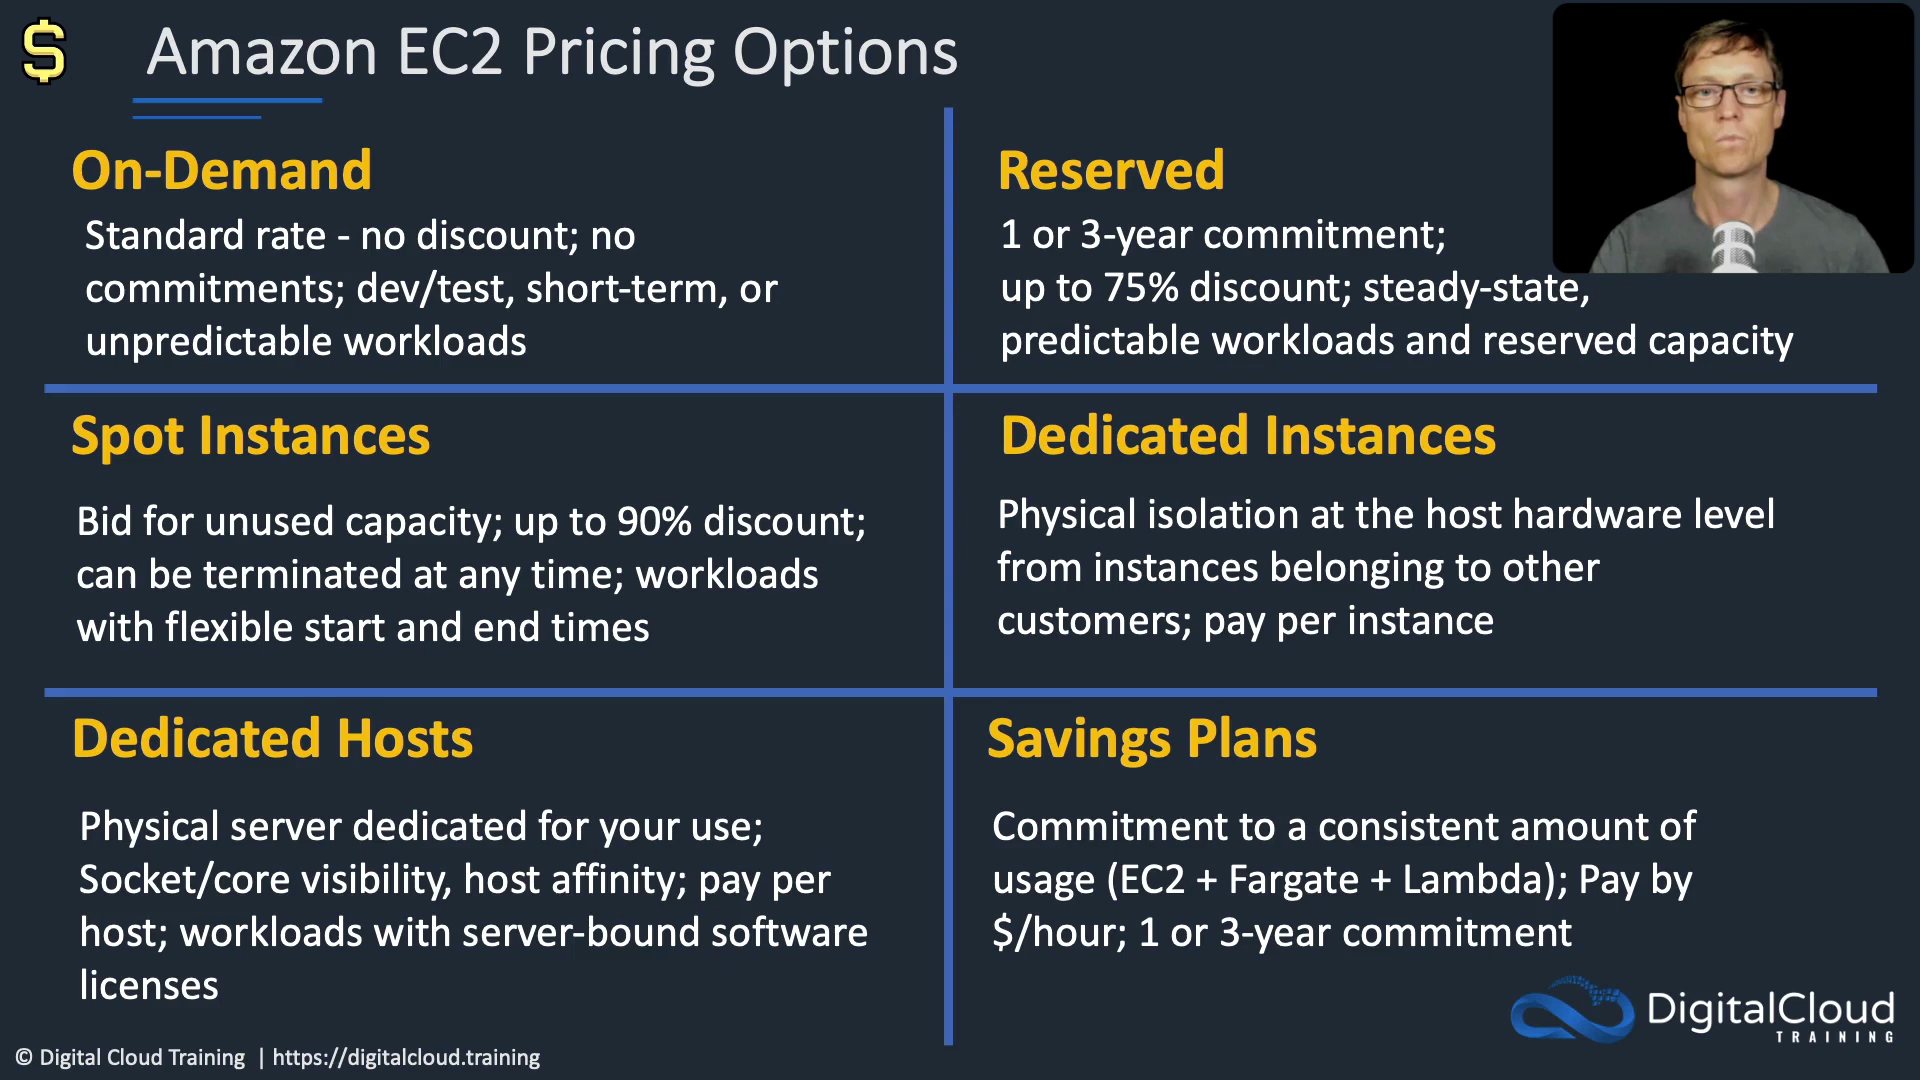 Amazon EC2 Pricing Options
On-Demand
Standard rate - no discount; no
commitments; dev/test, short-term, or
unpredictable workloads
Reserved
1 or 3-year commitment;
up to 75% discount; steady-state,
predictable workloads and reserved capacity
Spot Instances
Bid for unused capacity; up to 90% discount;
can be terminated at any time; workloads
with flexible start and end times
Dedicated Instances
Physical isolation at the host hardware level
from instances belonging to other
customers; pay per instance
Dedicated Hosts
Physical server dedicated for your use;
Socket/core visibility, host affinity; pay per
host; workloads with server-bound software
licenses
Savings Plans
Commitment to a consistent amount of
usage (EC2 + Fargate + Lambda); Pay by
$/hour; 1 or 3-year commitment
DigitalCloud
TRAINING
© Digital Cloud Training | https://digitalcloud.training